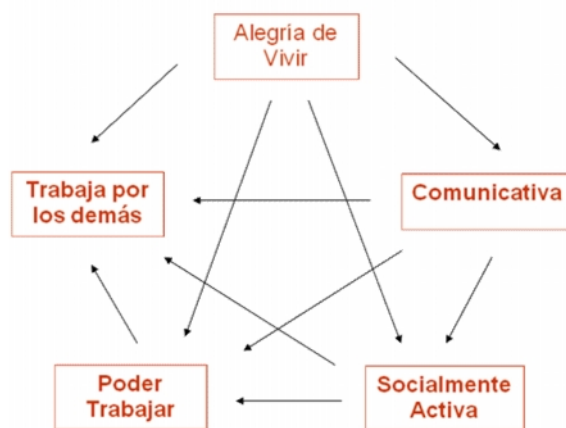 Alegría de
Vivir
Trabaja por
los demás
Comunicativa
Poder
Trabajar
Socialmente
Activa